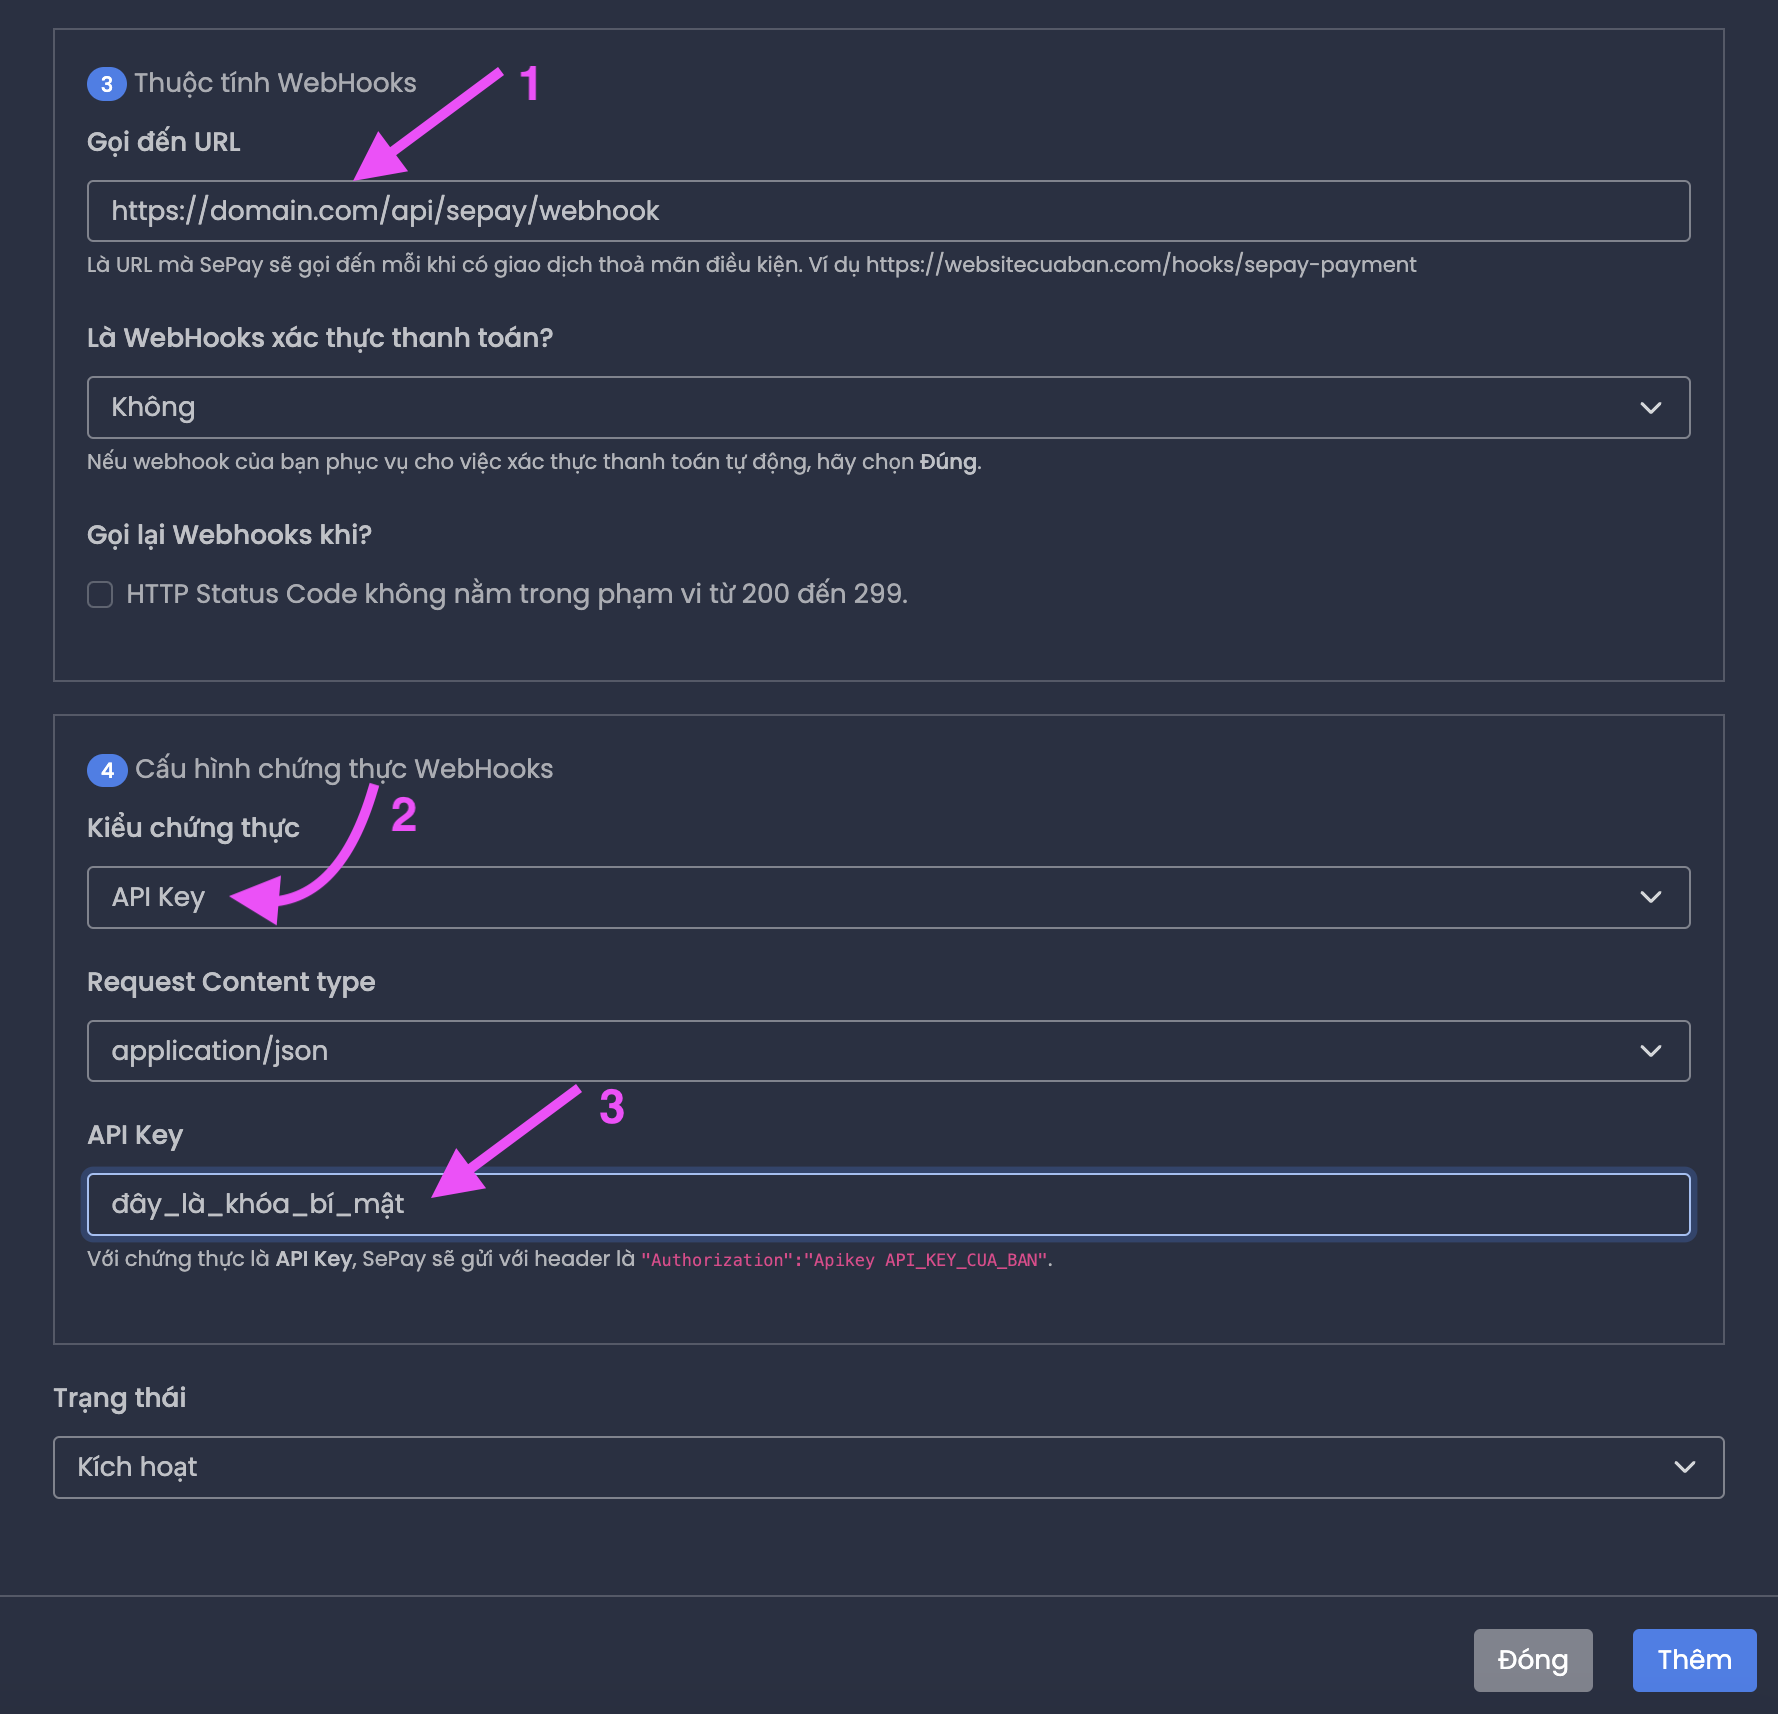 3 Thuộc tính WebHooks
1
Gọi đến URL
https://domain.com/api/sepay/webhook
Là URL mà SePay sẽ gọi đến mỗi khi có giao dịch thoả mãn điều kiện. Ví dụ https://websitecuaban.com/hooks/sepay-payment
Là WebHooks xác thực thanh toán?
Không
Nếu webhook của bạn phục vụ cho việc xác thực thanh toán tự động, hãy chọn Đúng.
Gọi lại Webhooks khi?
HTTP Status Code không nằm trong phạm vi từ 200 đến 299.
4 Cấu hình chứng thực WebHooks
2
Kiểu chứng thực
API Key
Request Content type
application/json
3
API Key
đây_là_khóa_bí_mật
Với chứng thực là API Key, SePay sẽ gửi với header là "Authorization":"Apikey API_KEY_CUA_BAN".
Trạng thái
Kích hoạt
Đóng
Thêm